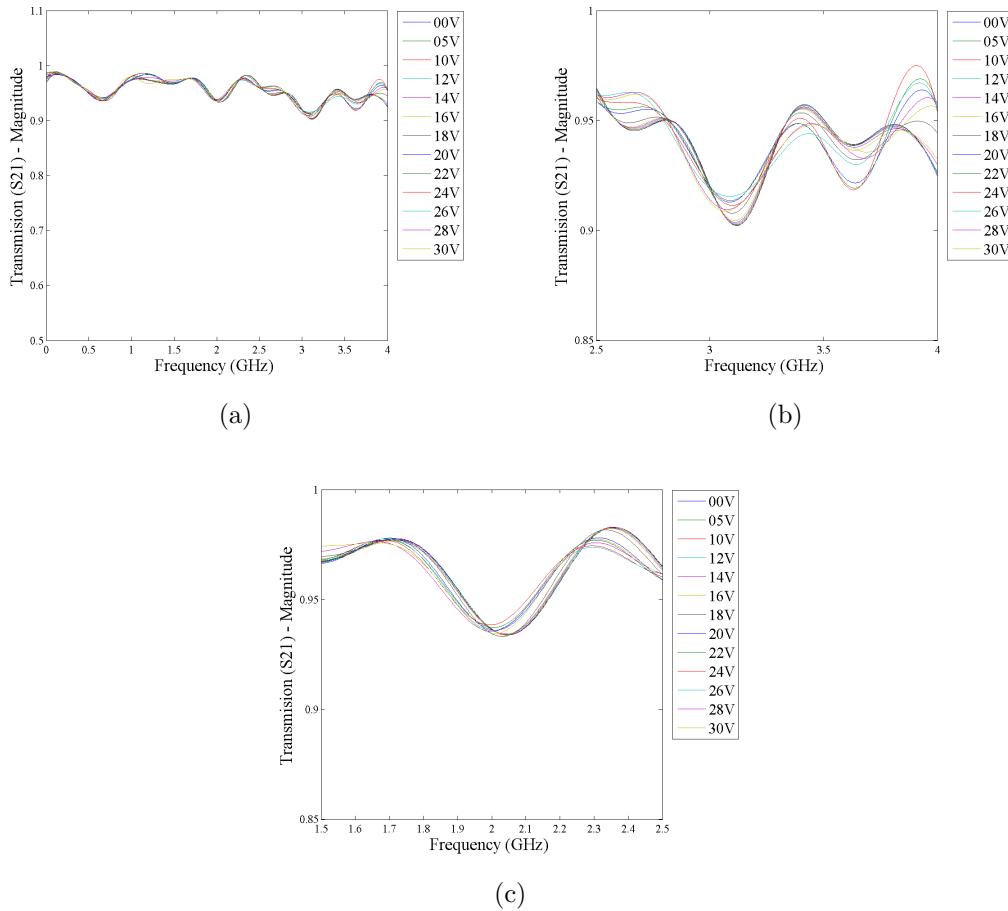 1.1
1
0.9
0.8
0.7
0.6
0.5
0 0.5 1 1.5 2 2.5 3 3.5 4
Transmision (S21) - Magnitude
Frequency (GHz)
00V
05V
10V
12V
14V
16V
18V
20V
22V
24V
26V
28V
30V
(a)
1
0.95
0.9
0.85
2.5 3 3.5 4
Transmision (S21) - Magnitude
Frequency (GHz)
00V
05V
10V
12V
14V
16V
18V
20V
22V
24V
26V
28V
30V
(b)
1
0.95
0.9
0.85
1.5 1.6 1.7 1.8 1.9 2 2.1 2.2 2.3 2.4 2.5
Transmision (S21) - Magnitude
Frequency (GHz)
00V
05V
10V
12V
14V
16V
18V
20V
22V
24V
26V
28V
30V
(c)